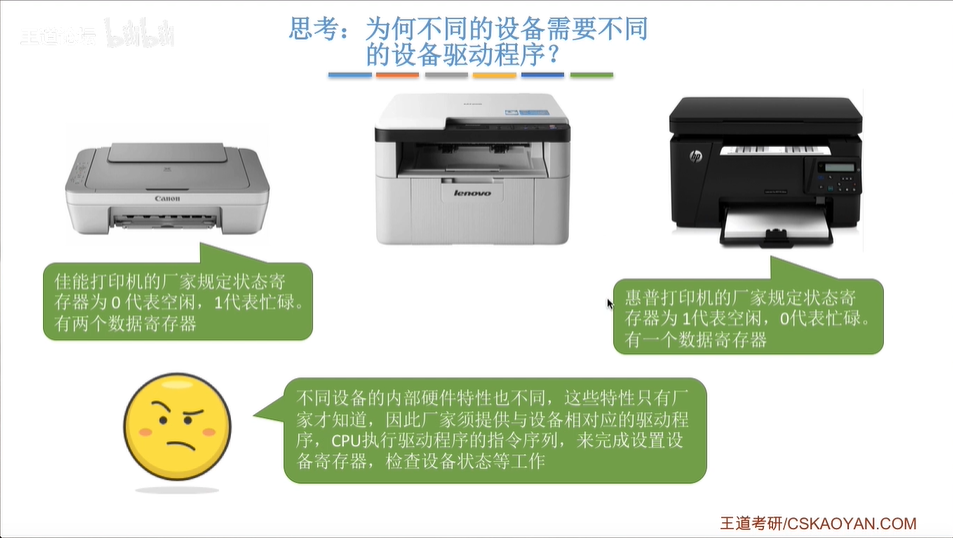 王道考研 bilibili
思考：为何不同的设备需要不同
的设备驱动程序？
Canon
lenovo
hp
佳能打印机的厂家规定状态寄
存器为 0 代表空闲，1代表忙碌。
有两个数据寄存器
惠普打印机的厂家规定状态寄
存器为 1代表空闲，0代表忙碌。
有一个数据寄存器
不同设备的内部硬件特性也不同，这些特性只有厂
家才知道，因此厂家须提供与设备相对应的驱动程
序，CPU执行驱动程序的指令序列，来完成设置设
备寄存器，检查设备状态等工作
王道考研/CSKAOYAN.COM